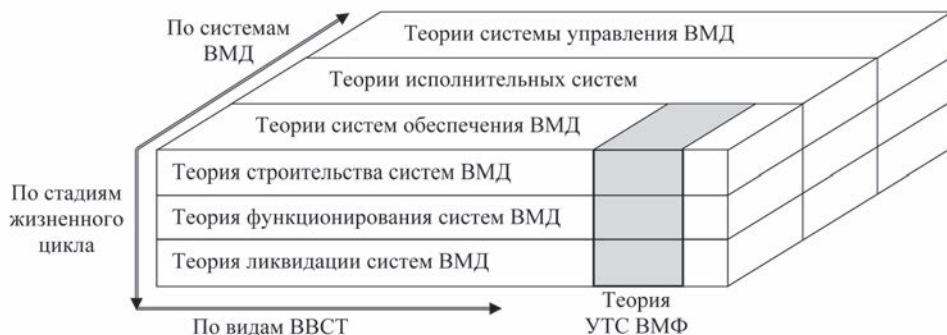 По системам
ВМД
Теории системы управления ВМД
Теории исполнительных систем
Теории систем обеспечения ВМД
По стадиям
жизненного
цикла
Теория строительства систем ВМД
Теория функционирования систем ВМД
Теория ликвидации систем ВМД
По видам ВВСТ
Теория
УТС ВМФ